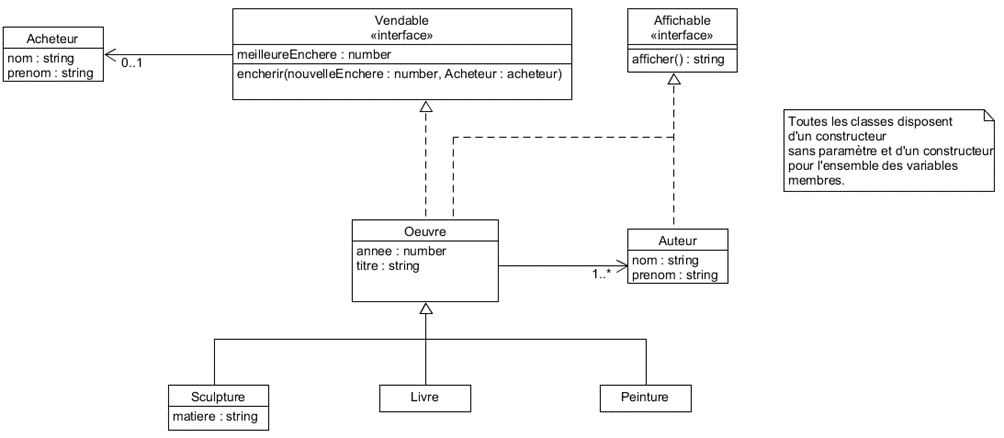 Vendable
«interface»
meilleureEnchere : number
encherir(nouvelleEnchere : number, Acheteur : acheteur)
Affichable
«interface»
afficher() : string
Acheteur
nom : string
prenom : string
0..1
Toutes les classes disposent
d'un constructeur
sans paramètre et d'un constructeur
pour l'ensemble des variables
membres.
Oeuvre
annee : number
titre : string
1..*
Auteur
nom : string
prenom : string
Sculpture
matiere : string
Livre
Peinture